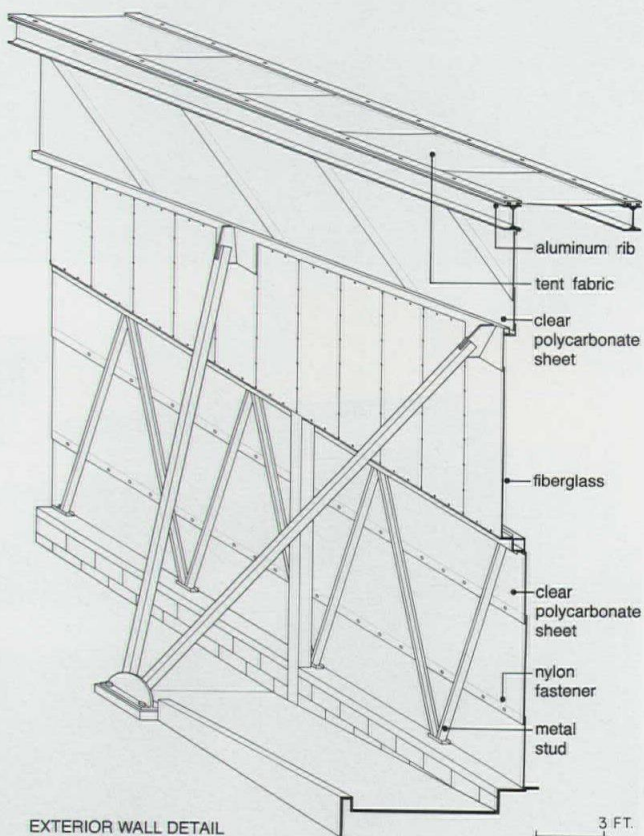 aluminum rib
tent fabric
clear
polycarbonate
sheet
fiberglass
clear
polycarbonate
sheet
nylon
fastener
metal
stud
EXTERIOR WALL DETAIL
3 FT.